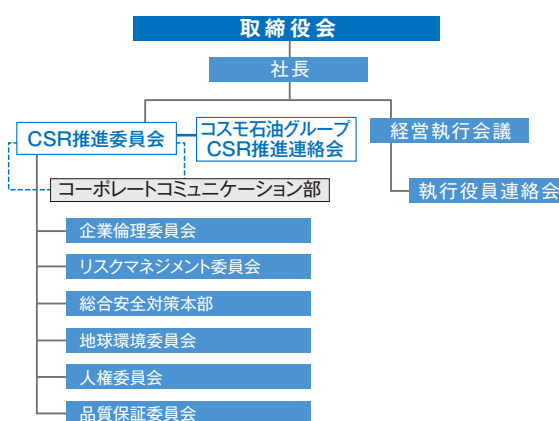 取締役会
社長
CSR推進委員会
コスモ石油グループ
CSR推進連絡会
経営執行会議
コーポレートコミュニケーション部
執行役員連絡会
企業倫理委員会
リスクマネジメント委員会
総合安全対策本部
地球環境委員会
人権委員会
品質保証委員会